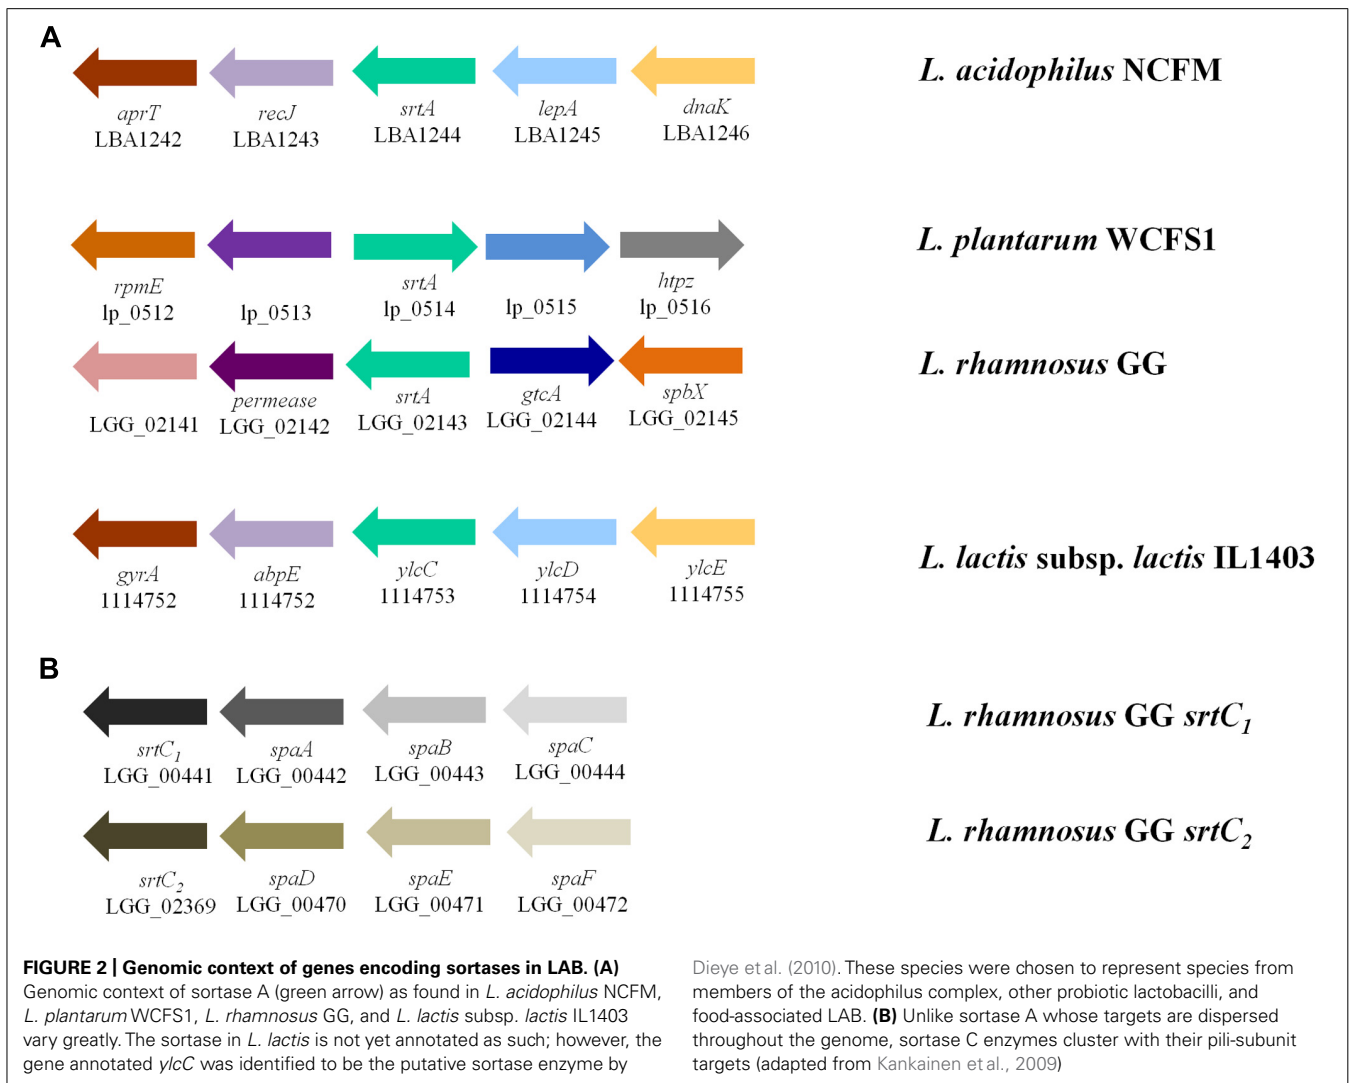 A
L. acidophilus NCFM
aprT recJ srtA lepA dnaK
LBA1242 LBA1243 LBA1244 LBA1245 LBA1246
L. plantarum WCFS1
rpmE srtA htpz
lp_0512 lp_0513 lp_0514 lp_0515 lp_0516
L. rhamnosus GG
permease srtA gtcA spbX
LGG_02141 LGG_02142 LGG_02143 LGG_02144 LGG_02145
L. lactis subsp. lactis IL1403
gyrA abpE ylcC ylcD ylcE
1114752 1114752 1114753 1114754 1114755
B
L. rhamnosus GG srtC1
srtC1 spaA spaB spaC
LGG_00441 LGG_00442 LGG_00443 LGG_00444
L. rhamnosus GG srtC2
srtC2 spaD spaE spaF
LGG_02369 LGG_00470 LGG_00471 LGG_00472
FIGURE 2 | Genomic context of genes encoding sortases in LAB. (A)
Genomic context of sortase A (green arrow) as found in L. acidophilus NCFM,
L. plantarum WCFS1, L. rhamnosus GG, and L. lactis subsp. lactis IL1403
vary greatly. The sortase in L. lactis is not yet annotated as such; however, the
gene annotated ylcC was identified to be the putative sortase enzyme by
Dieye et al. (2010). These species were chosen to represent species from
members of the acidophilus complex, other probiotic lactobacilli, and
food-associated LAB. (B) Unlike sortase A whose targets are dispersed
throughout the genome, sortase C enzymes cluster with their pili-subunit
targets (adapted from Kankainen et al., 2009)